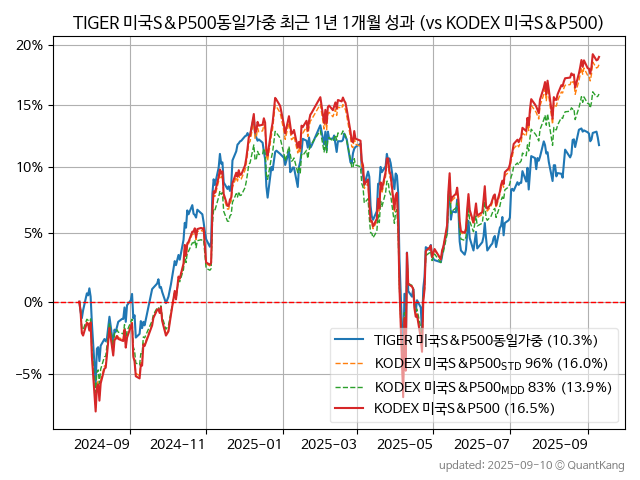 TIGER 미국S&P500동일가중 최근 1년 1개월 성과 (vs KODEX 미국S&P500)
20%
15%
10%
5%
0%
−5%
TIGER 미국S&P500동일가중 (10.3%)
KODEX 미국S&P500STD 96% (16.0%)
KODEX 미국S&P500MDD 83% (13.9%)
KODEX 미국S&P500 (16.5%)
2024-09 2024-11 2025-01 2025-03 2025-05 2025-07 2025-09
updated: 2025-09-10 © QuantKang